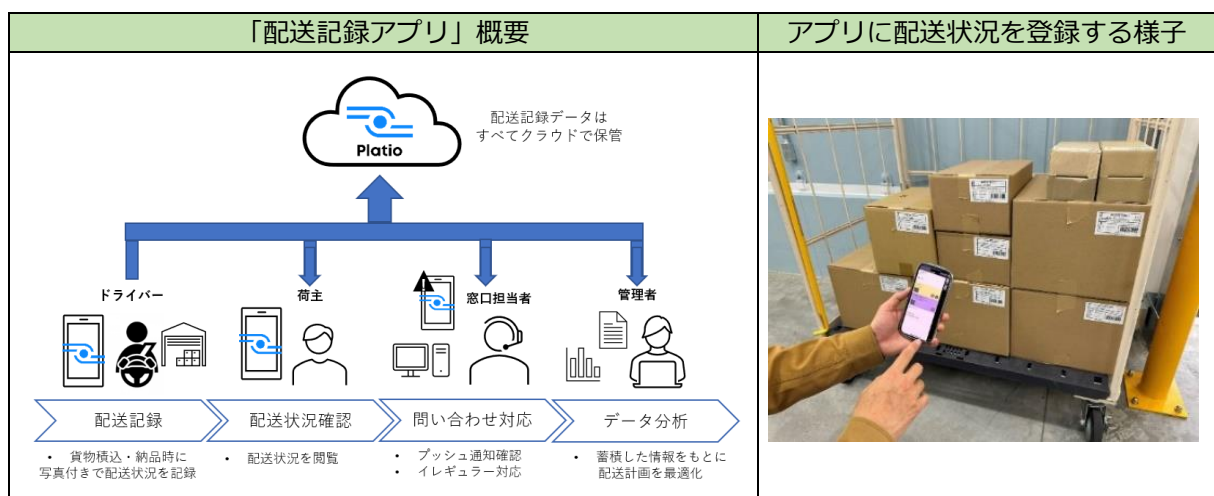 「配送記録アプリ」概要
アプリに配送状況を登録する様子
Platio
配送記録データは
すべてクラウドで保管
ドライバー
荷主
窓口担当者
管理者
配送記録
配送状況確認
問い合わせ対応
データ分析
• 貨物積込・納品時に
写真付きで配送状況を記録
• 配送状況を閲覧
• プッシュ通知確認
• イレギュラー対応
• 蓄積した情報をもとに
配送計画を最適化